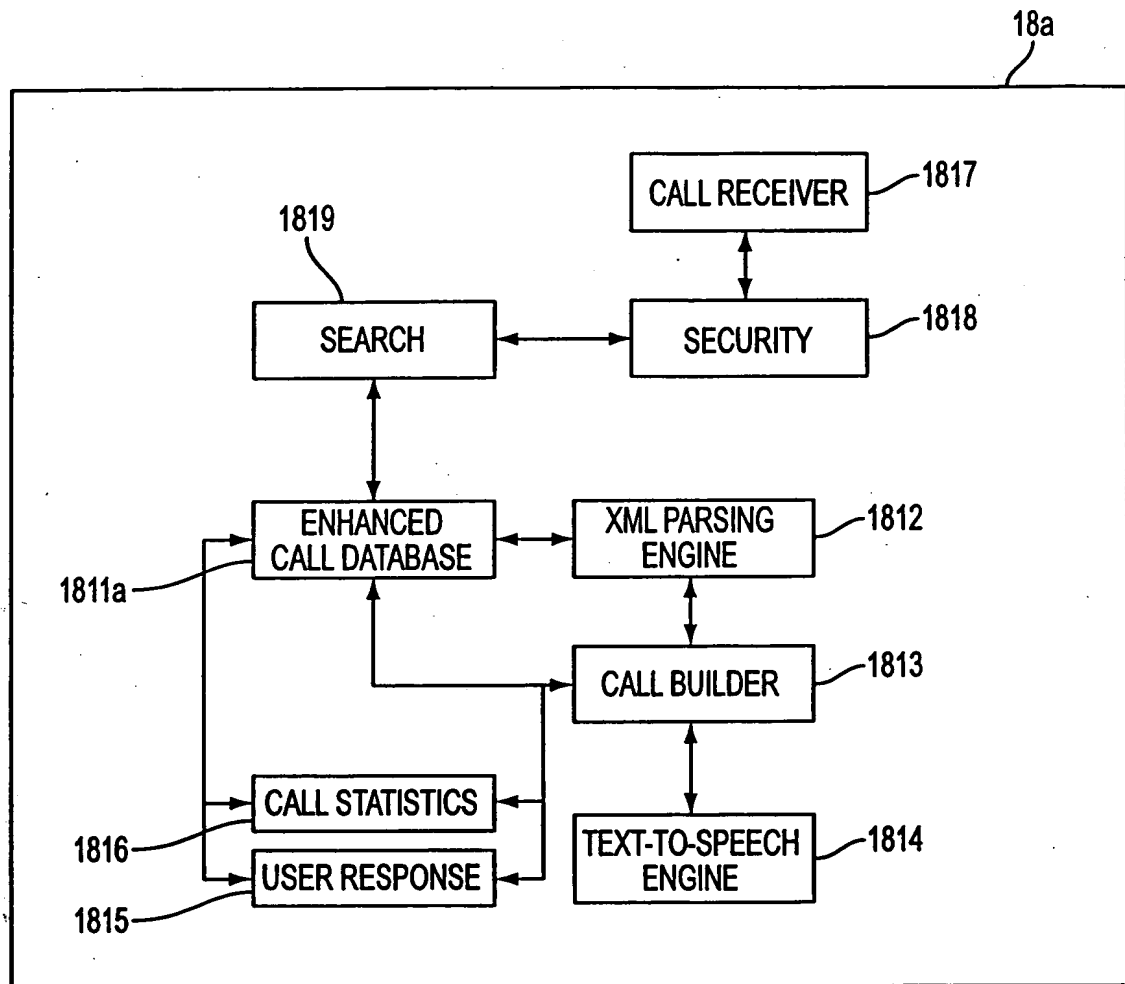 18a
CALL RECEIVER
1817
1819
SEARCH
SECURITY
1818
ENHANCED
CALL DATABASE
1811a
XML PARSING
ENGINE
1812
CALL BUILDER
1813
CALL STATISTICS
1816
USER RESPONSE
1815
TEXT-TO-SPEECH
ENGINE
1814